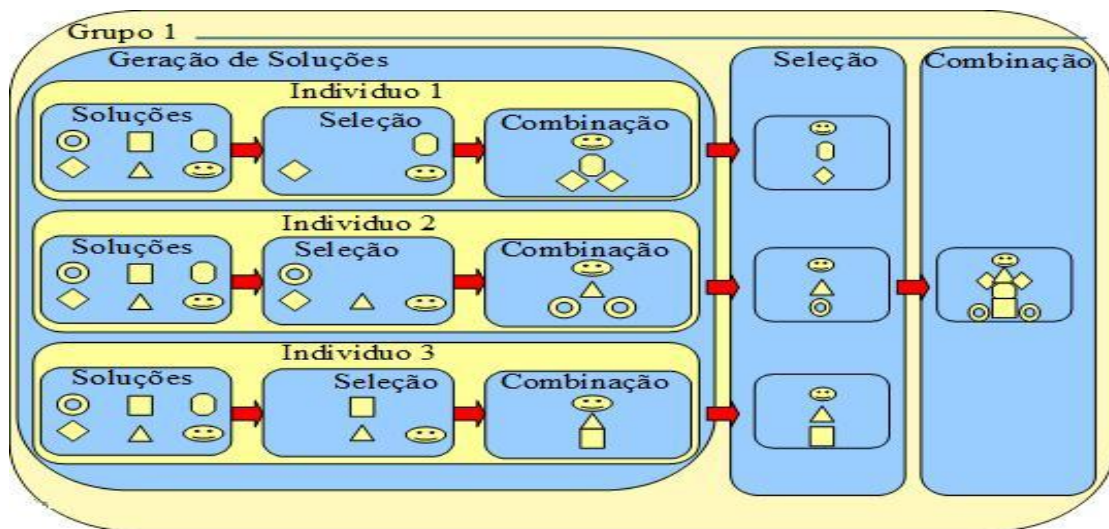 Grupo 1
Geração de Soluções
Seleção
Combinação
Individuo 1
Soluções
Seleção
Combinação
Individuo 2
Soluções
Seleção
Combinação
Individuo 3
Soluções
Seleção
Combinação